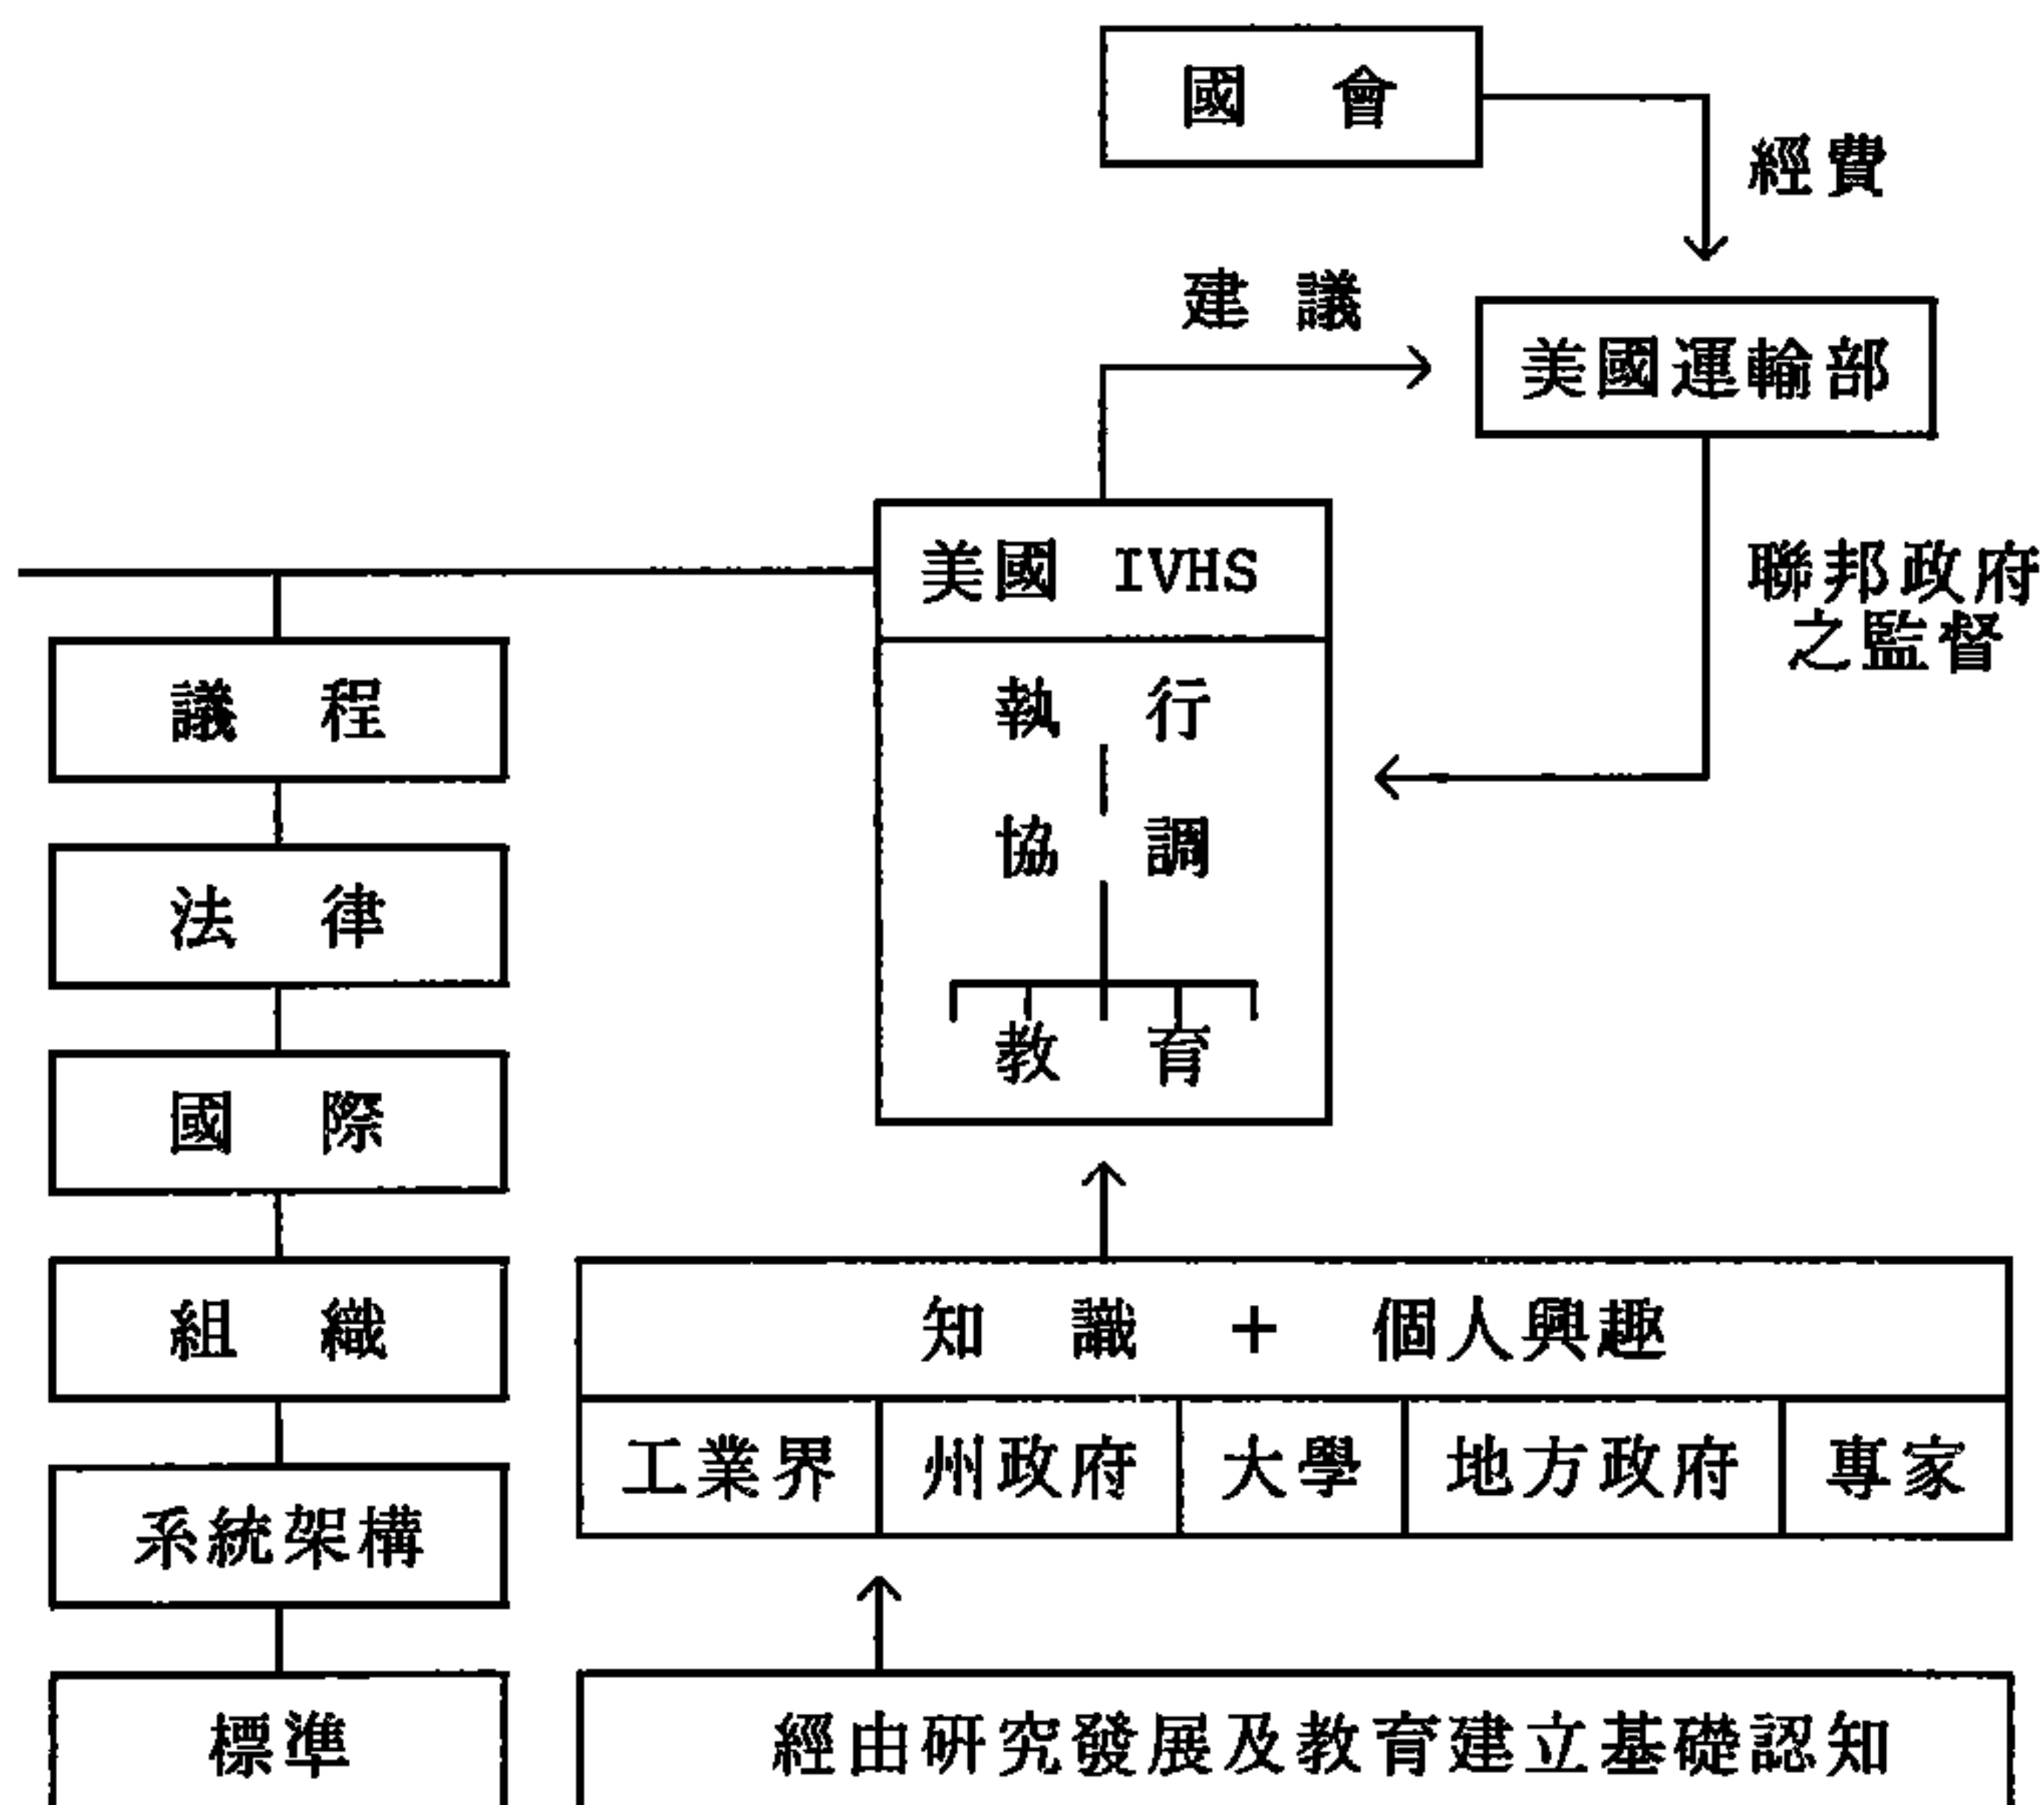 國會
經費
建議
美國運輸部
美國 IVHS
聯邦政府
之監督
執行
協調
教育
議程
法律
國際
組織
系統架構
標準
知識 + 個人興趣
工業界 州政府 大學 地方政府 專家
經由研究發展及教育建立基礎認知